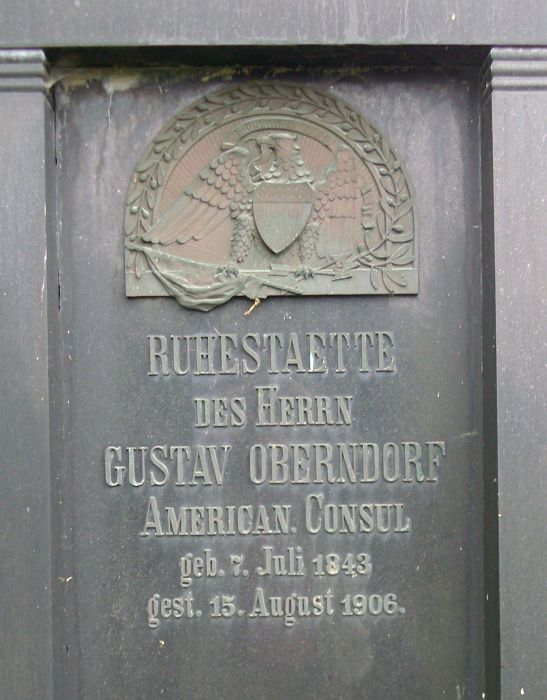 RUHESTAETTE
DES HERRN
GUSTAV OBERNDORF
AMERICAN. CONSUL
geb. 7. Juli 1843
gest. 15. August 1906.